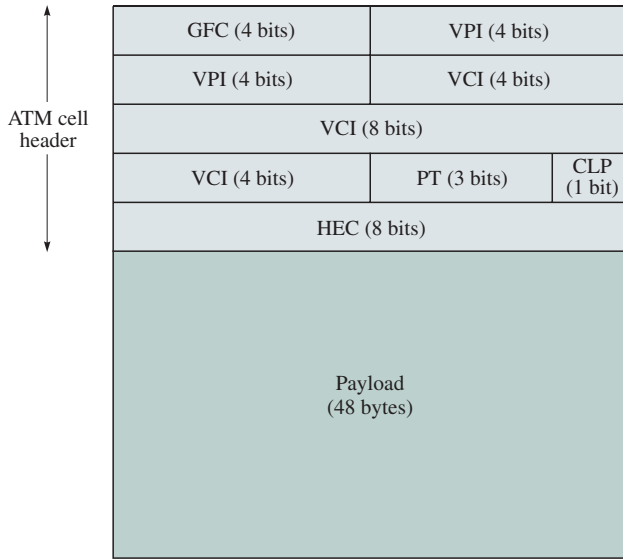 GFC (4 bits)
VPI (4 bits)
VPI (4 bits)
VCI (4 bits)
ATM cell
header
VCI (8 bits)
VCI (4 bits)
PT (3 bits)
CLP
(1 bit)
HEC (8 bits)
Payload
(48 bytes)